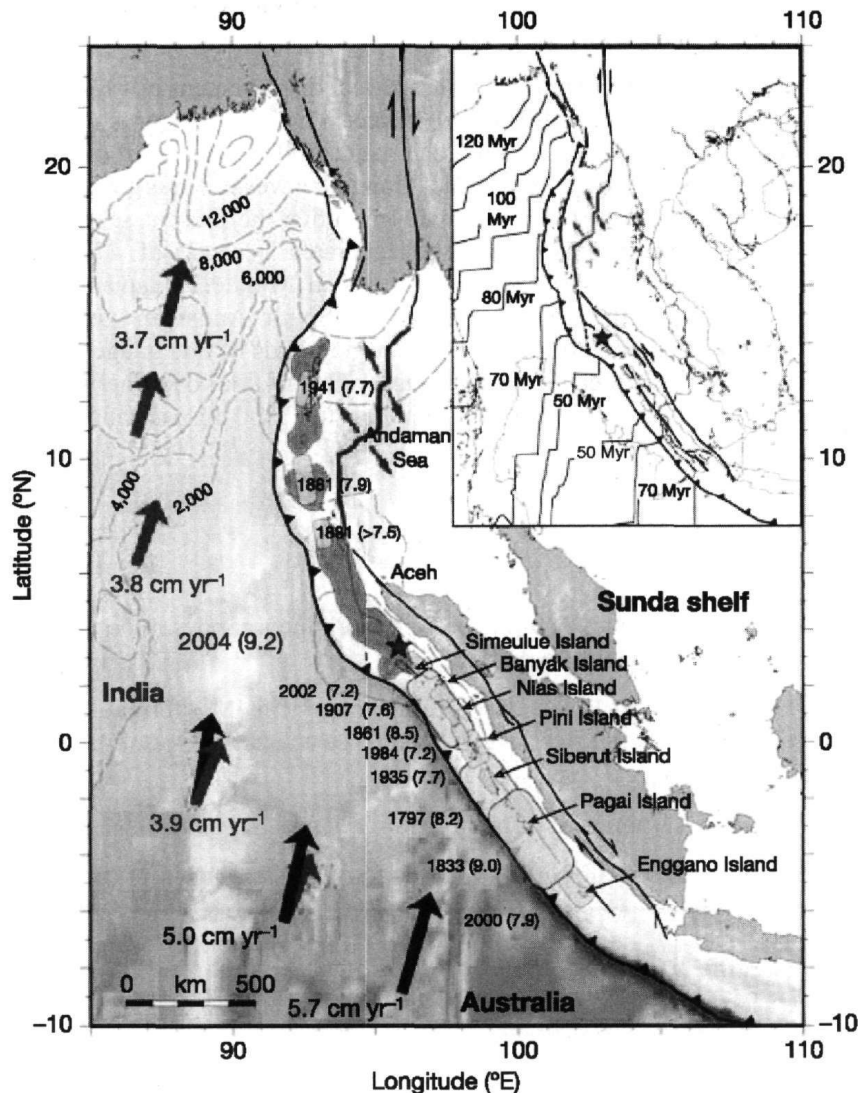 90
100
110
20
10
0
−10
Latitude (°N)
120 Myr
100
Myr
80 Myr
70 Myr
50 Myr
50 Myr
70 Myr
12,000
8,000
6,000
3.7 cm yr⁻¹
1941 (7.7)
Andaman
Sea
4,000
2,000
1881 (7.9)
1881 (>7.5)
3.8 cm yr⁻¹
Aceh
Sunda shelf
2004 (9.2)
Simeulue Island
Banyak Island
Nias Island
Pini Island
Siberut Island
Pagai Island
Enggano Island
India
2002 (7.2)
1907 (7.6)
1861 (8.5)
1984 (7.2)
1935 (7.7)
1797 (8.2)
1833 (9.0)
2000 (7.9)
3.9 cm yr⁻¹
5.0 cm yr⁻¹
0 km 500
5.7 cm yr⁻¹
Australia
20
10
0
−10
90
100
110
Longitude (°E)